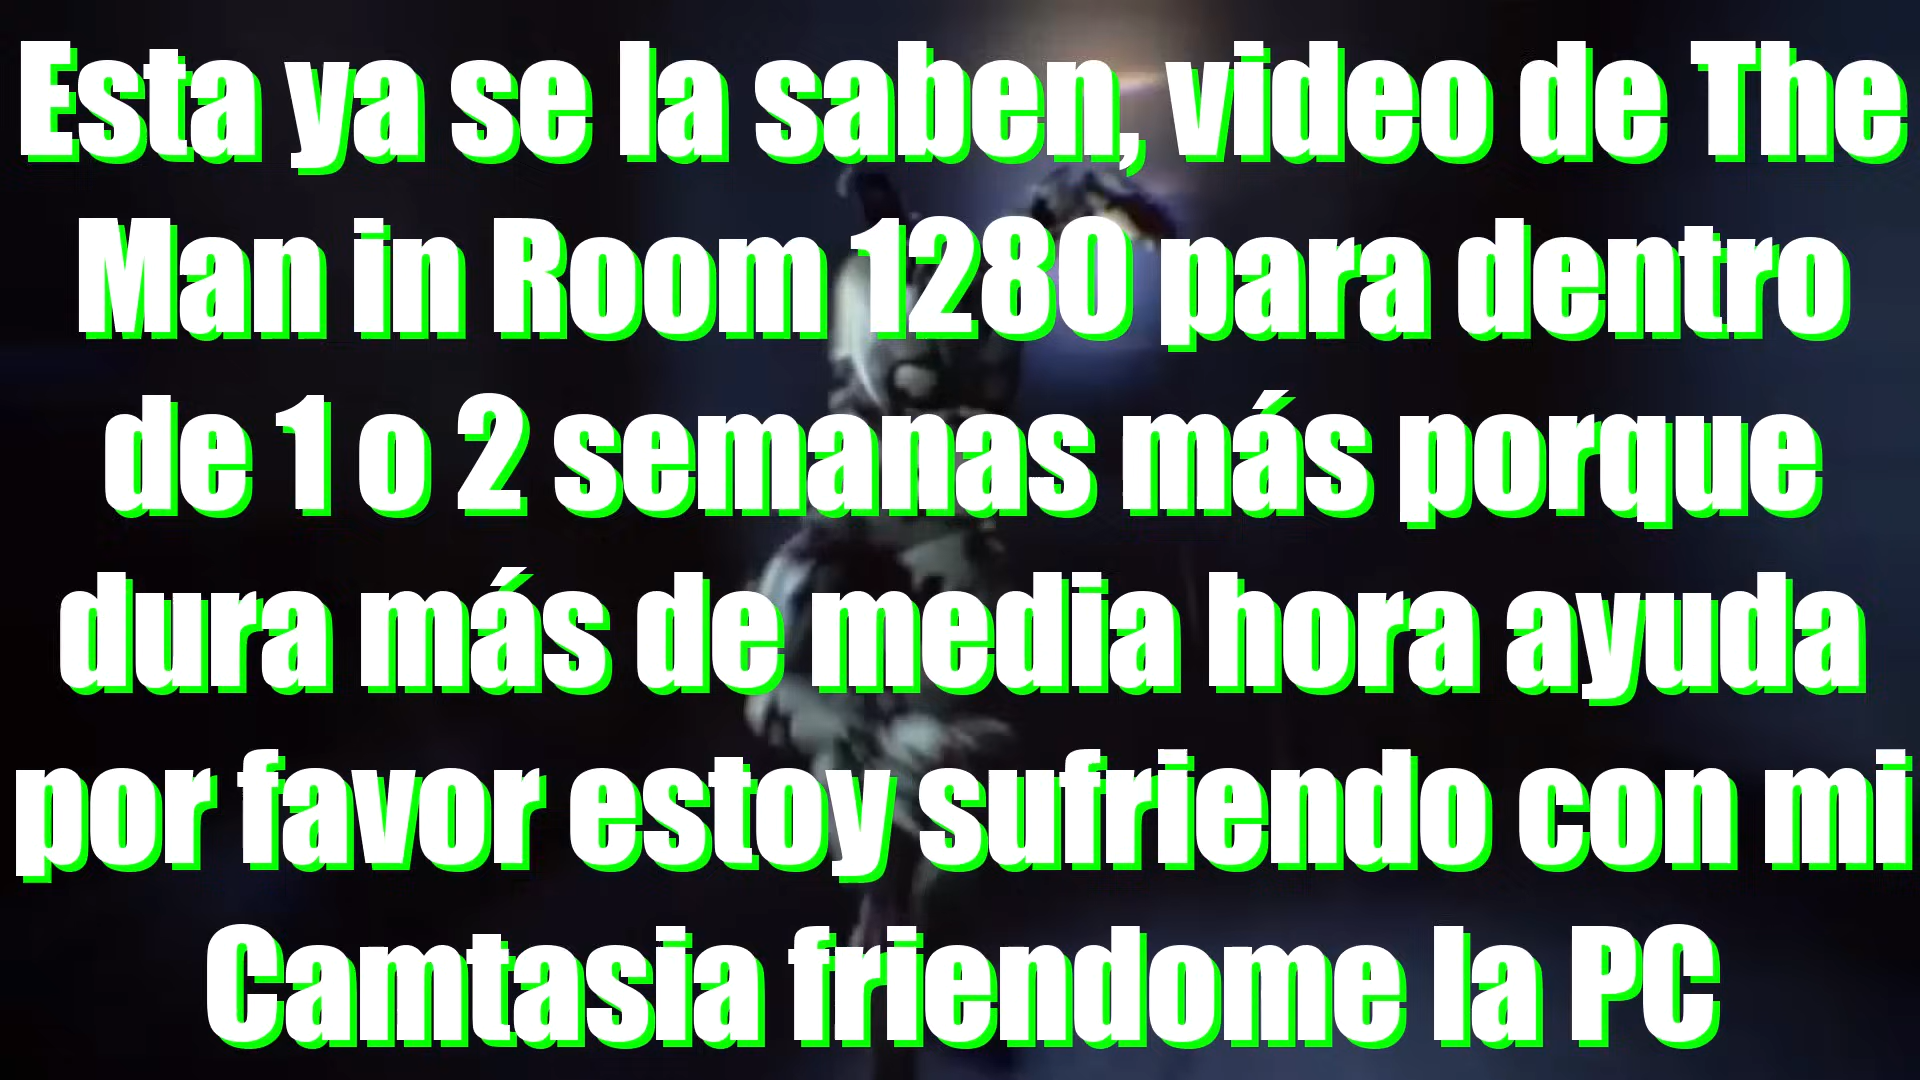 Esta ya se la saben, video de The
Man in Room 1280 para dentro
de 1 o 2 semanas más porque
dura más de media hora ayuda
por favor estoy sufriendo con mi
Camtasia friendome la PC